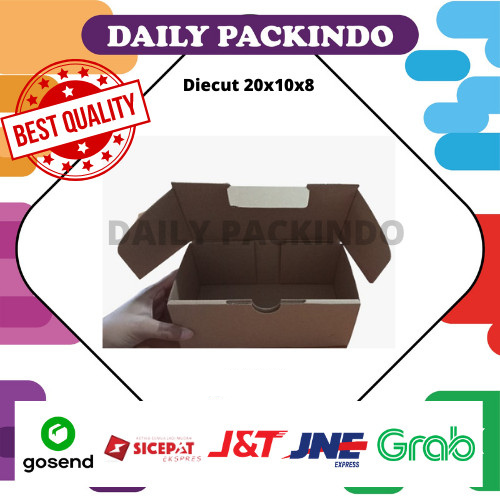 DAILY PACKINDO
Diecut 20x10x8
BEST QUALITY
DAILY PACKINDO
gosend
SICEPAT
EKSPRES
J&T
JNE
EXPRESS
Grab